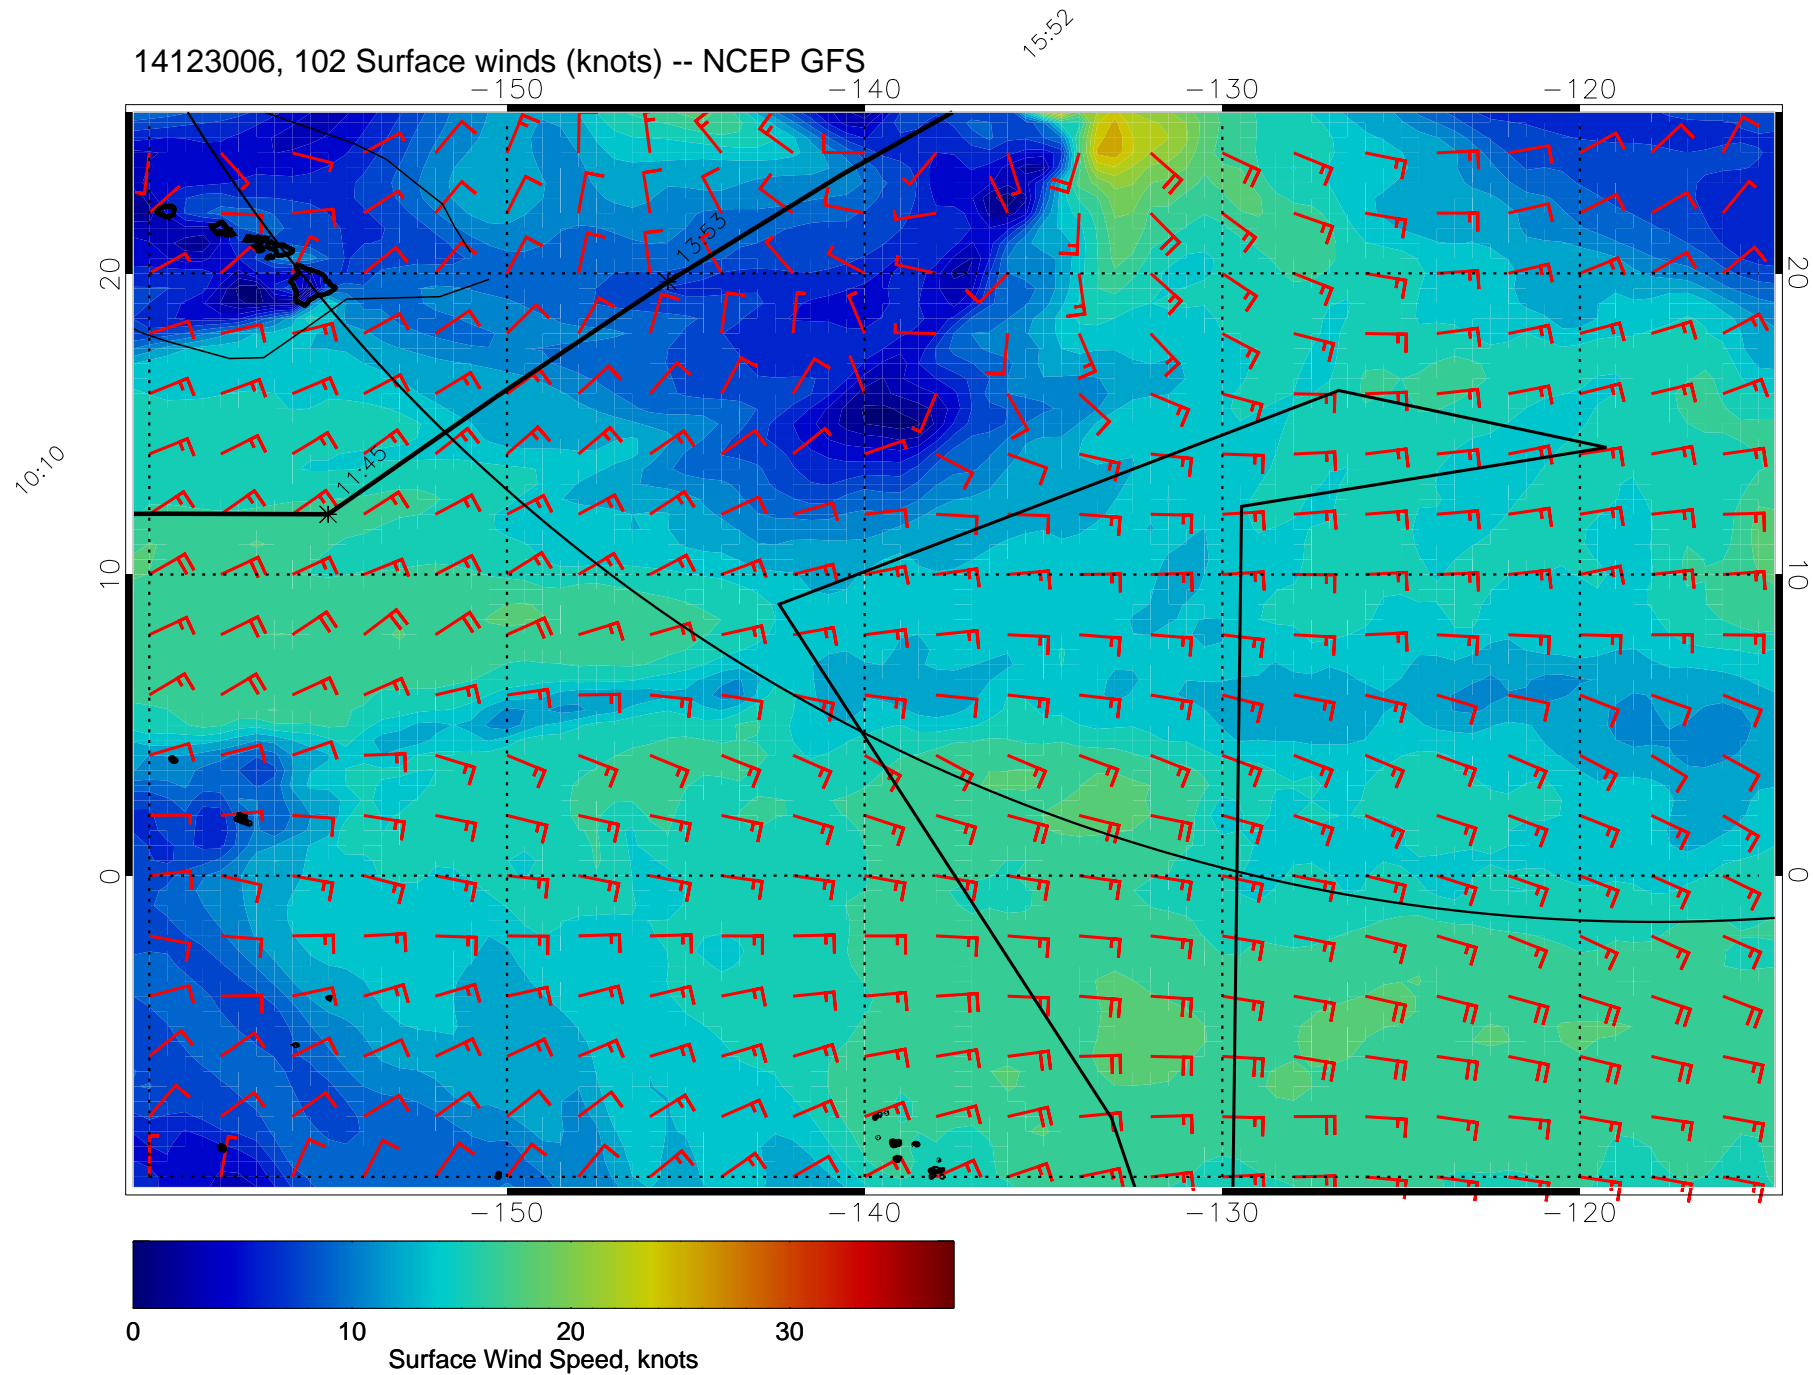 15:52
14123006, 102 Surface winds (knots) -- NCEP GFS
-150 -140 -130 -120
13:53
20 20
10:10
11:45
10 10
0 0
-150 -140 -130 -120
0 10 20 30
Surface Wind Speed, knots